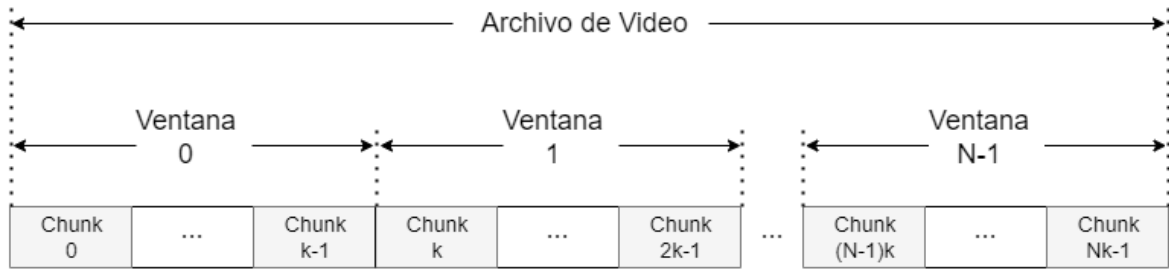 Archivo de Video
Ventana
0
Ventana
1
Ventana
N-1
Chunk
0
...
Chunk
k-1
Chunk
k
...
Chunk
2k-1
...
Chunk
(N-1)k
...
Chunk
Nk-1